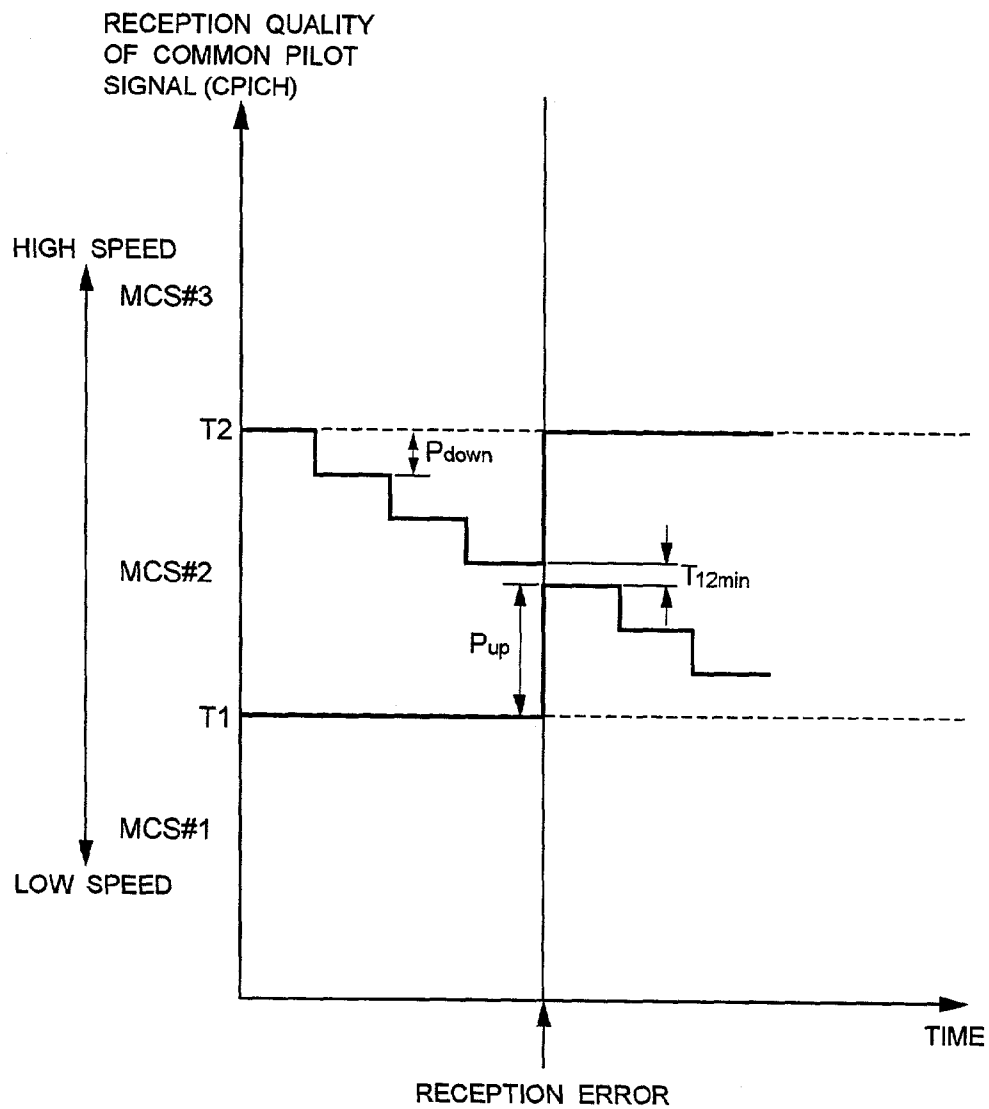 RECEPTION QUALITY
OF COMMON PILOT
SIGNAL (CPICH)
HIGH SPEED
MCS#3
T2
Pdown
MCS#2
T12min
Pup
T1
MCS#1
LOW SPEED
TIME
RECEPTION ERROR